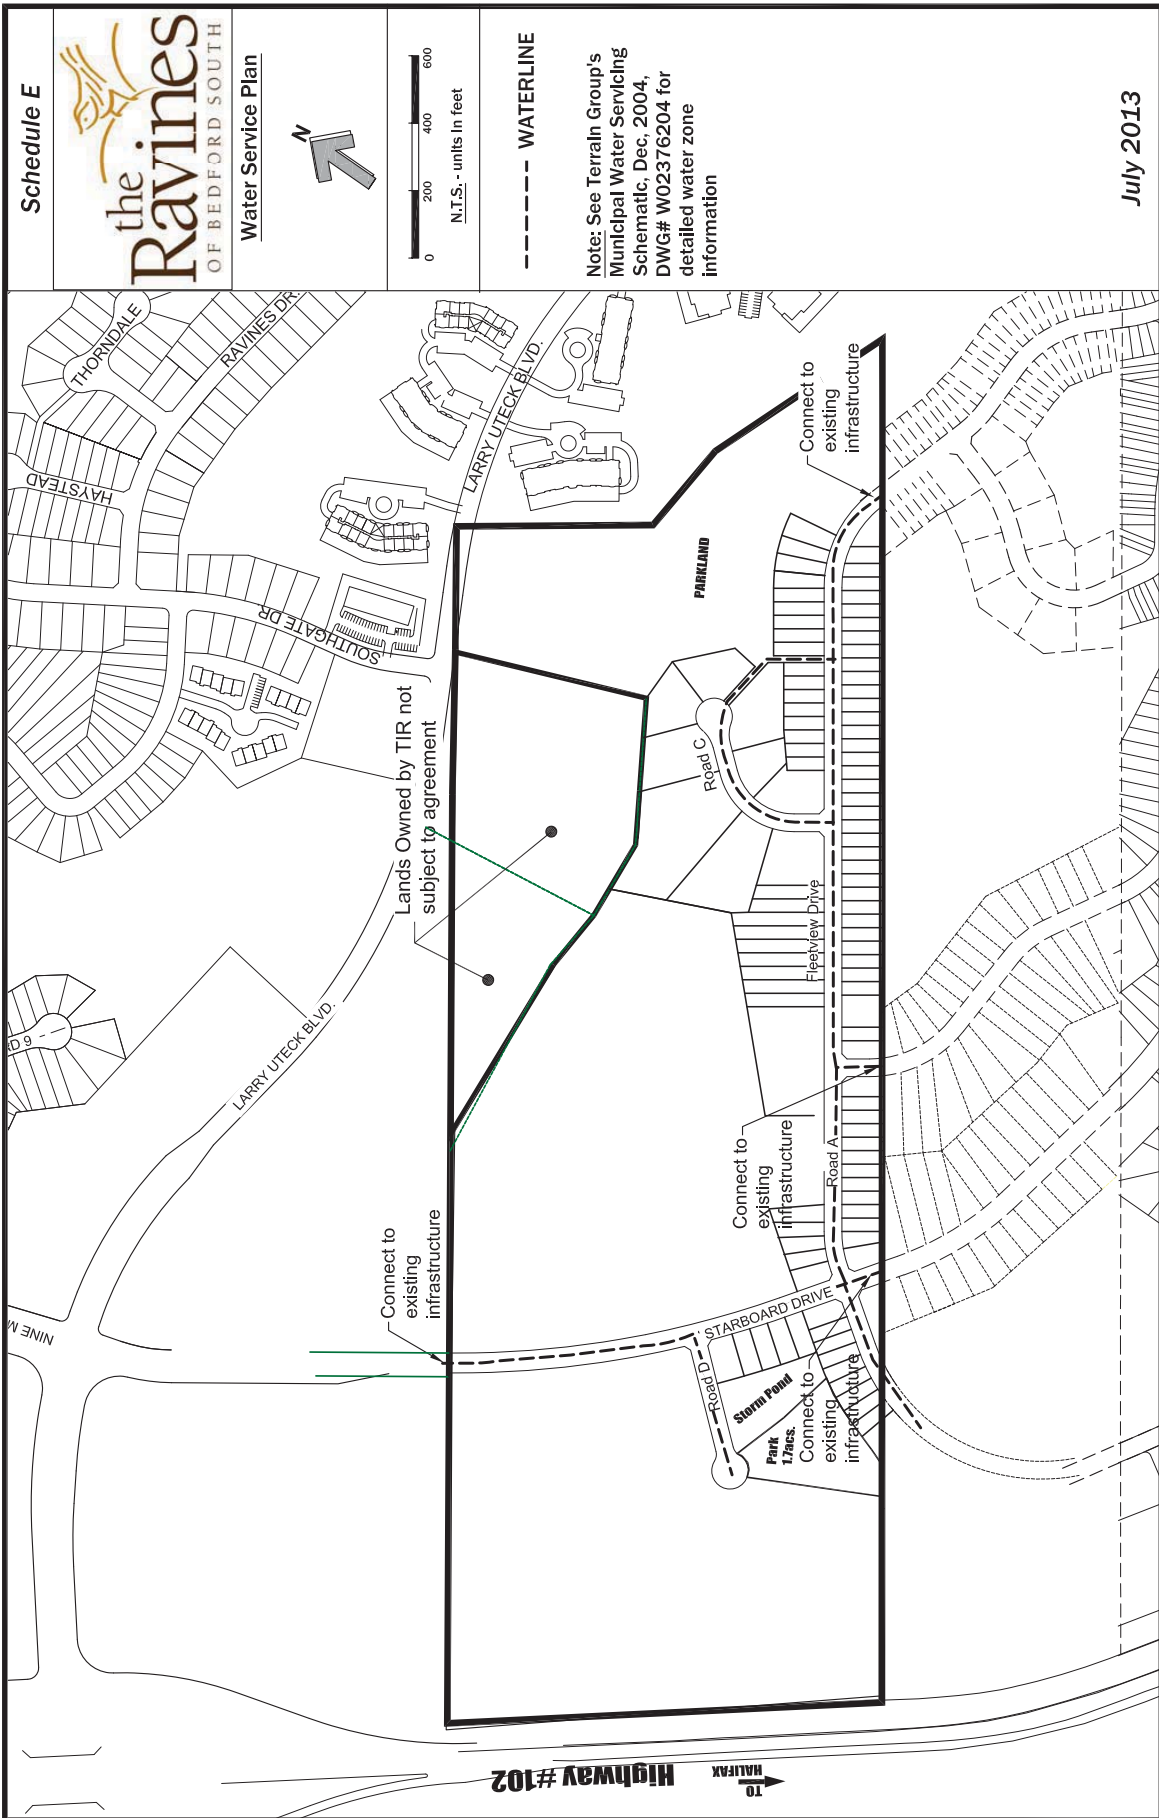 Schedule E
the
Ravines
OF BEDFORD SOUTH
Water Service Plan
N
0 200 400 600
N.T.S. - units in feet
WATERLINE
Note: See Terrain Group's
Municipal Water Servicing
Schematic, Dec, 2004,
DWG# W02376204 for
detailed water zone
information
July 2013
THORNDALE
RAVINES DR.
HAYSTEAD
SOUTHGATE DR
LARRY UTECK BLVD.
Lands Owned by TIR not
subject to agreement
PARKLAND
Connect to
existing
infrastructure
Road C
Fleetview Drive
RD 9
LARRY UTECK BLVD.
Connect to
existing
infrastructure
Road A
Connect to
existing
infrastructure
NINE M
STARBOARD DRIVE
Road D
Storm Pond
Park
1.7acs.
Connect to
existing
infrastructure
Highway #102
TO
HALIFAX